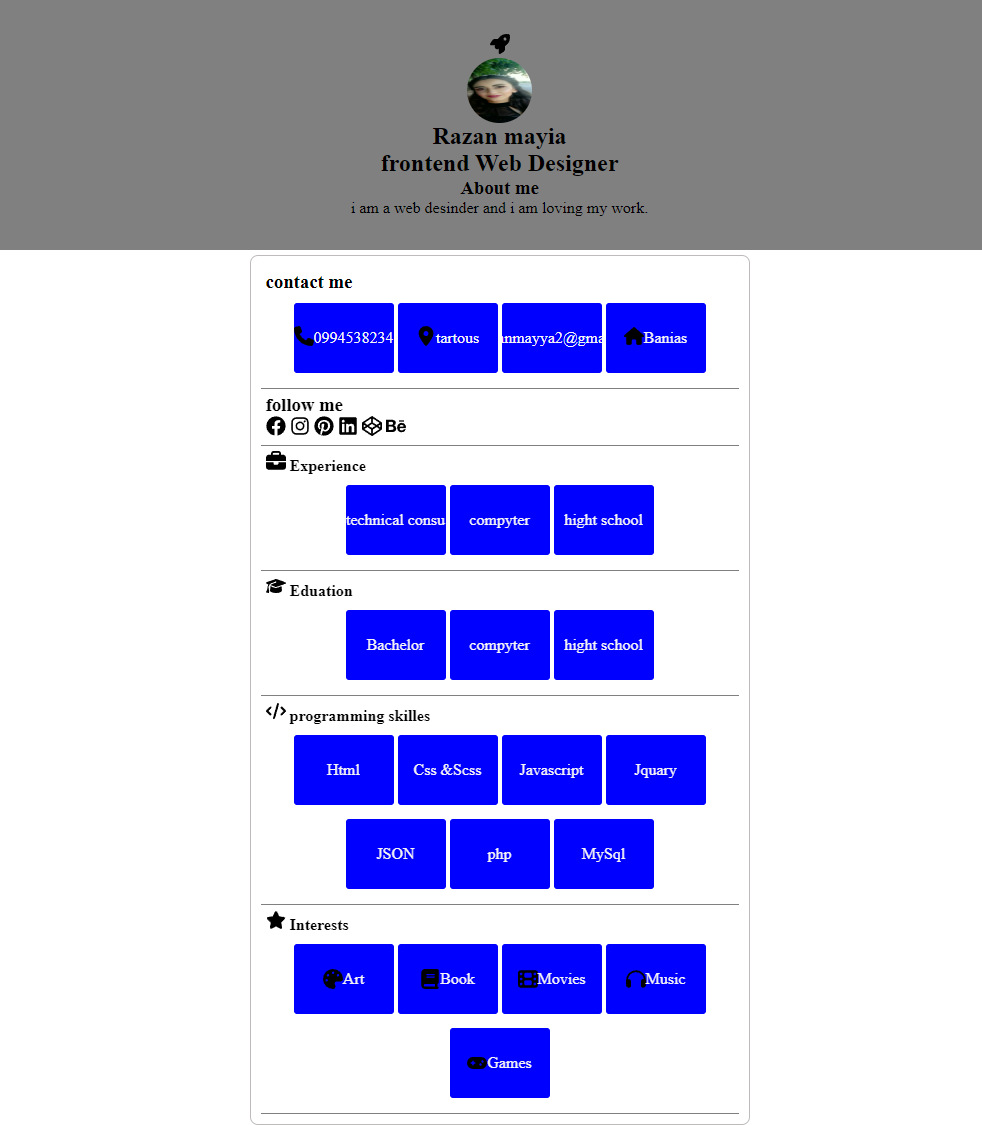 Razan mayia
frontend Web Designer
About me
i am a web desinder and i am loving my work.
contact me
0994538234 tartous nmayya2@gma Banias
follow me
Bē
Experience
technical consu compyter hight school
Eduation
Bachelor compyter hight school
programming skilles
Html Css &Scss Javascript Jquary
JSON php MySql
Interests
Art Book Movies Music
Games